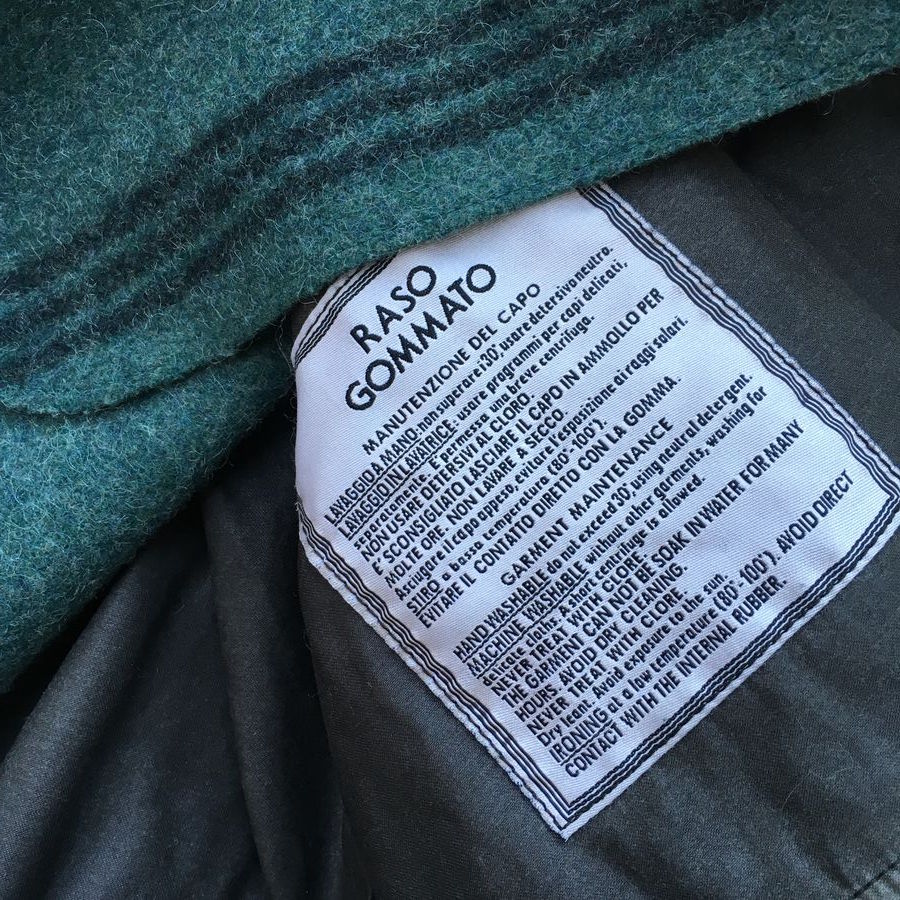 RASO
GOMMATO
MANUTENZIONE DEL CAPO
LAVAGGIO A MANO: non superare i 30°, usare detersivo neutro.
LAVAGGIO IN LAVATRICE: usare programmi per capi delicati,
separatamente. È permessa una breve centrifuga.
NON USARE DETERSIVI AL CLORO.
E SCONSIGLIATO LASCIARE IL CAPO IN AMMOLLO PER
MOLTE ORE. NON LAVARE A SECCO.
Asciugare il capo appeso, evitare l'esposizione ai raggi solari.
STIRO a bassa temperatura (80°-100°).
EVITARE IL CONTATO DIRETTO CON LA GOMMA.
GARMENT MAINTENANCE
HAND WASHABLE do not exceed 30°, using neutral detergent.
MACHINE WASHABLE without other garments, washing for
delicate cloths. A short centrifuge is allowed.
NEVER TREAT WITH CLORE
THE GARMENT CAN NOT BE SOAK IN WATER FOR MANY
HOURS. AVOID DRY CLEANING.
NEVER TREAT WITH CLORE
Dry leant. Avoid exposure to the sun.
IRONING at a low temperature (80°-100°). AVOID DIRECT
CONTACT WITH THE INTERNAL RUBBER.